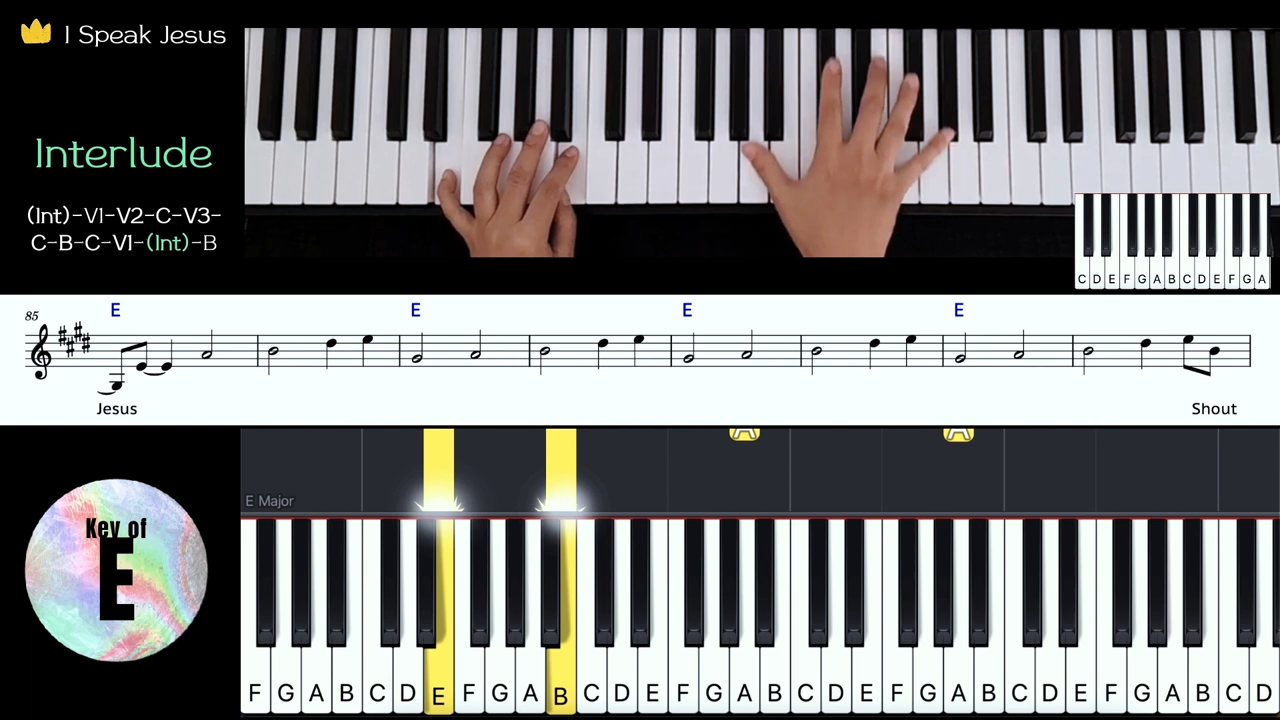 I Speak Jesus
Interlude
(Int)-V1-V2-C-V3-
C-B-C-V1-(Int)-B
C D E F G A B C D E F G A
85
E E E E
Jesus Shout
A A
E Major
Key of
E
F G A B C D E F G A B C D E F G A B C D E F G A B C D E F G A B C D